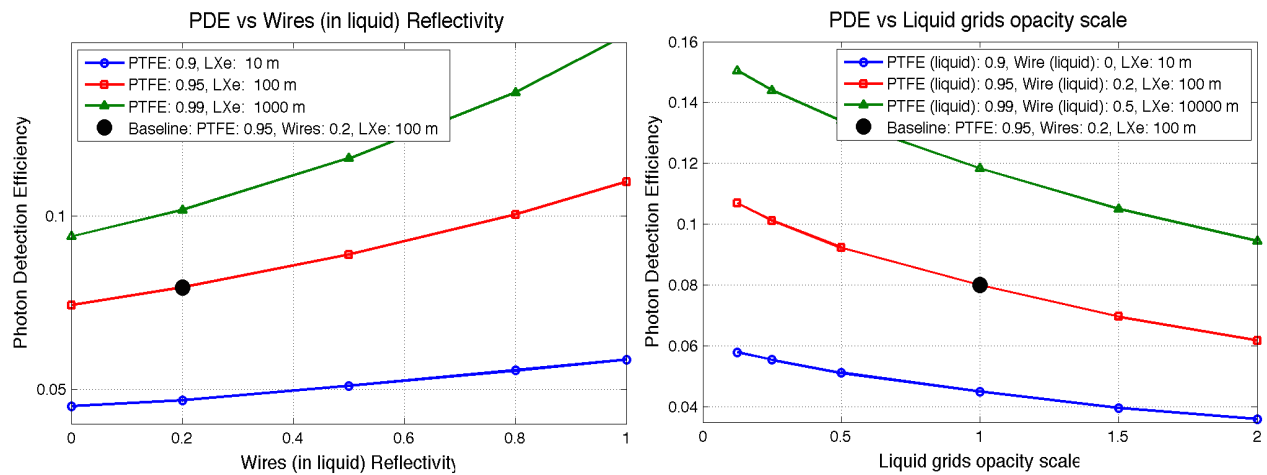 PDE vs Wires (in liquid) Reflectivity
PTFE: 0.9, LXe: 10 m
PTFE: 0.95, LXe: 100 m
PTFE: 0.99, LXe: 1000 m
Baseline: PTFE: 0.95, Wires: 0.2, LXe: 100 m
Photon Detection Efficiency
0.1
0.05
0 0.2 0.4 0.6 0.8 1
Wires (in liquid) Reflectivity
PDE vs Liquid grids opacity scale
PTFE (liquid): 0.9, Wire (liquid): 0, LXe: 10 m
PTFE (liquid): 0.95, Wire (liquid): 0.2, LXe: 100 m
PTFE (liquid): 0.99, Wire (liquid): 0.5, LXe: 10000 m
Baseline: PTFE: 0.95, Wires: 0.2, LXe: 100 m
Photon Detection Efficiency
0.16
0.14
0.12
0.1
0.08
0.06
0.04
0 0.5 1 1.5 2
Liquid grids opacity scale